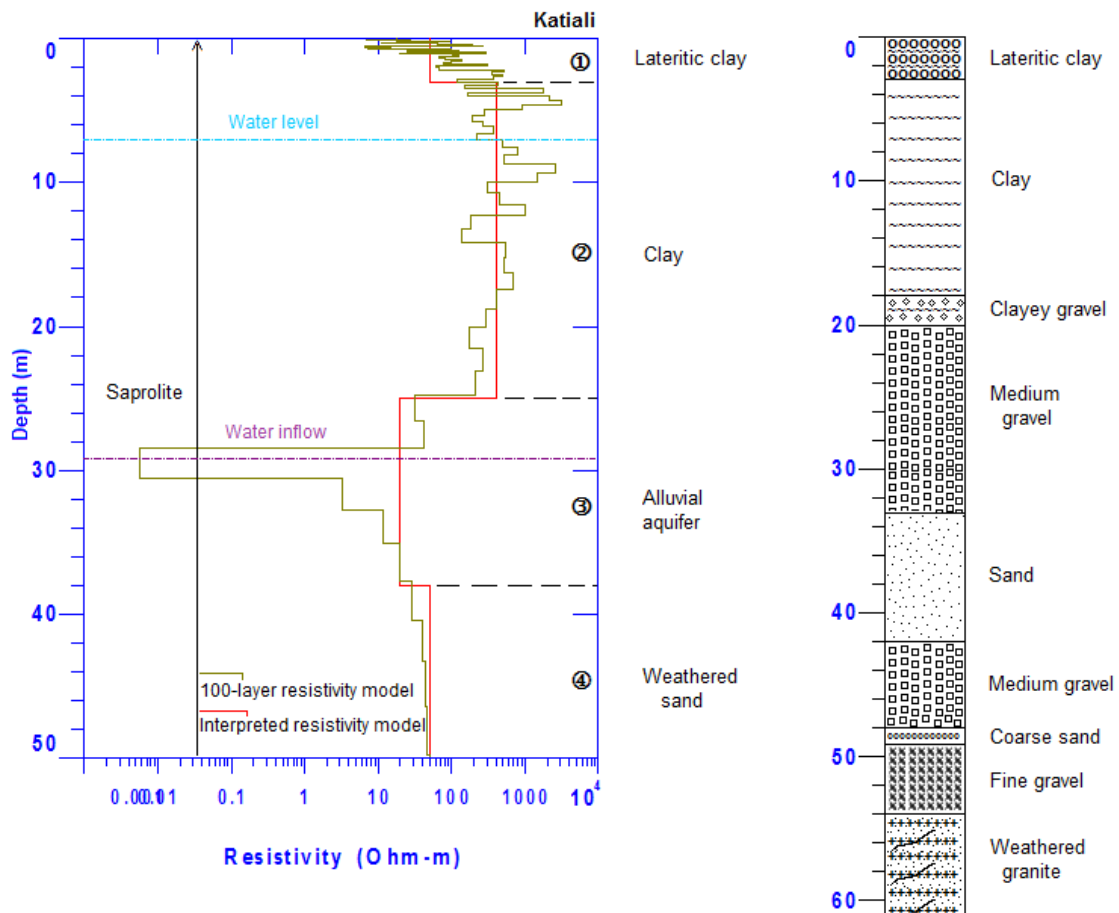 Katiali
0
10
20
30
40
50
Depth (m)
Water level
Saprolite
Water inflow
100-layer resistivity model
Interpreted resistivity model
①
②
③
④
0.001
0.01
0.1
1
10
100
1000
10⁴
Resistivity (Ohm-m)
Lateritic clay
Clay
Alluvial
aquifer
Weathered
sand
0
10
20
30
40
50
60
Lateritic clay
Clay
Clayey gravel
Medium
gravel
Sand
Medium gravel
Coarse sand
Fine gravel
Weathered
granite